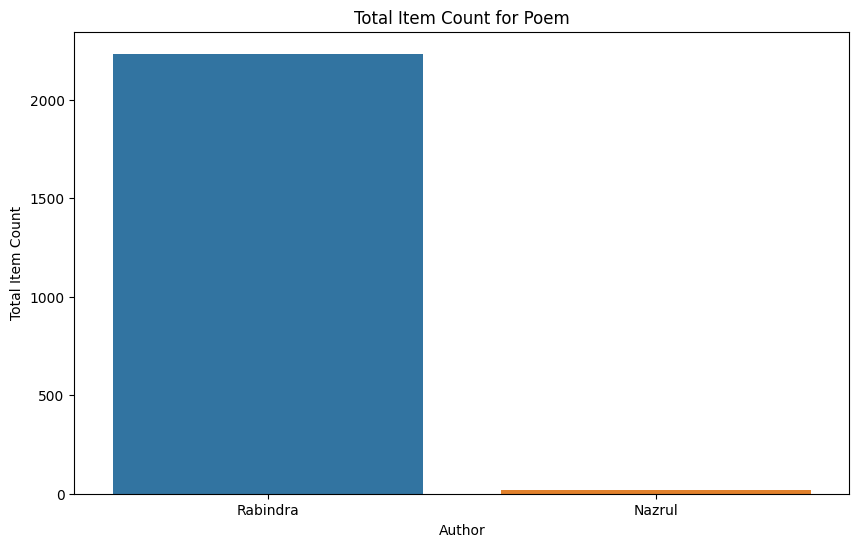 Total Item Count for Poem
Total Item Count
2000
1500
1000
500
0
Rabindra
Nazrul
Author